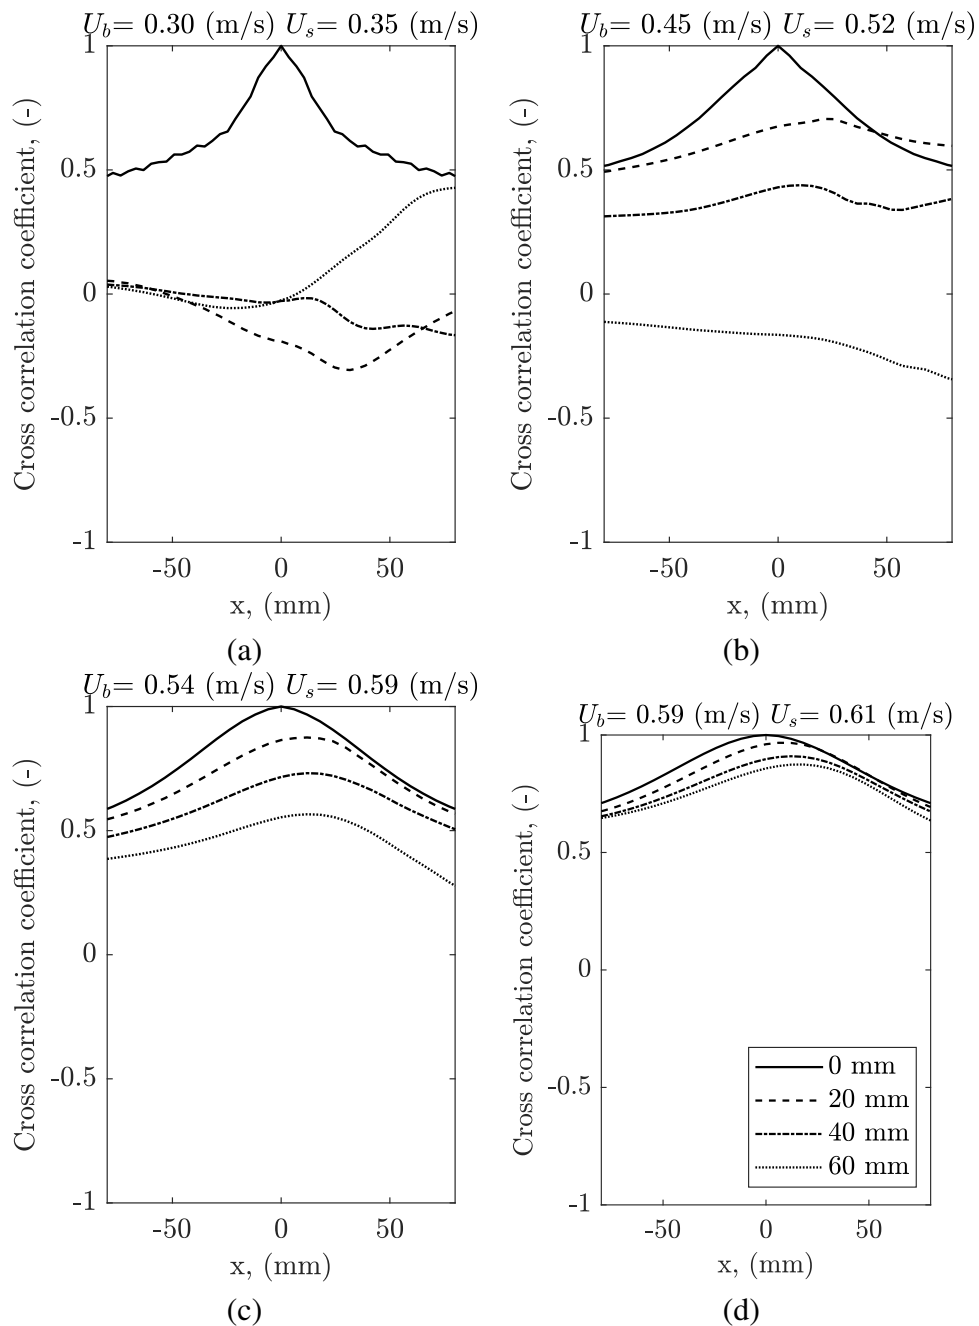 U_b= 0.30 (m/s) U_s= 0.35 (m/s)
1
0.5
0
-0.5
-1
Cross correlation coefficient, (-)
-50 0 50
x, (mm)
(a)
U_b= 0.45 (m/s) U_s= 0.52 (m/s)
1
0.5
0
-0.5
-1
Cross correlation coefficient, (-)
-50 0 50
x, (mm)
(b)
U_b= 0.54 (m/s) U_s= 0.59 (m/s)
1
0.5
0
-0.5
-1
Cross correlation coefficient, (-)
-50 0 50
x, (mm)
(c)
U_b= 0.59 (m/s) U_s= 0.61 (m/s)
1
0.5
0
-0.5
-1
Cross correlation coefficient, (-)
0 mm
20 mm
40 mm
60 mm
-50 0 50
x, (mm)
(d)